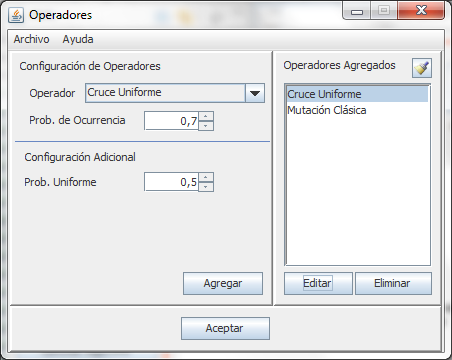 Operadores
Archivo Ayuda
Configuración de Operadores
Operador Cruce Uniforme
Prob. de Ocurrencia 0,7
Configuración Adicional
Prob. Uniforme 0,5
Agregar
Operadores Agregados
Cruce Uniforme
Mutación Clásica
Editar Eliminar
Aceptar